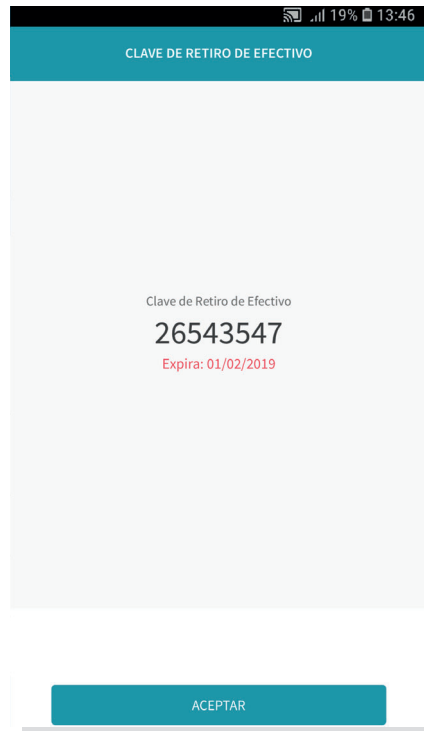 19% 13:46
CLAVE DE RETIRO DE EFECTIVO
Clave de Retiro de Efectivo
26543547
Expira: 01/02/2019
ACEPTAR